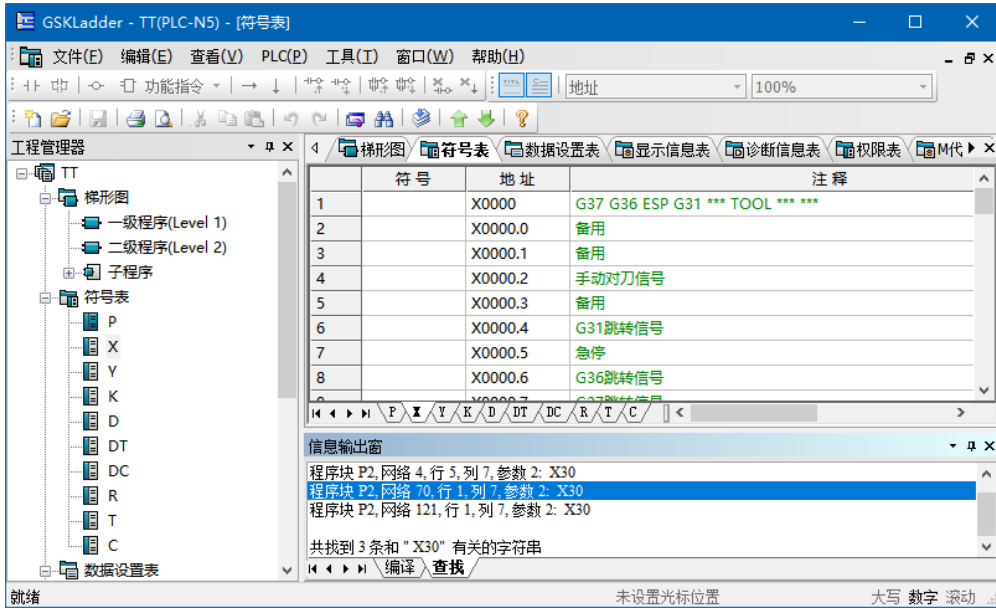 GSKLadder - TT(PLC-N5) - [符号表]
文件(F) 编辑(E) 查看(V) PLC(P) 工具(T) 窗口(W) 帮助(H)
功能指令 地址 100%
工程管理器
TT
梯形图
一级程序(Level 1)
二级程序(Level 2)
子程序
符号表
P
X
Y
K
D
DT
DC
R
T
C
数据设置表
梯形图 符号表 数据设置表 显示信息表 诊断信息表 权限表 M代
符号 地址 注释
1 X0000 G37 G36 ESP G31 *** TOOL *** ***
2 X0000.0 备用
3 X0000.1 备用
4 X0000.2 手动对刀信号
5 X0000.3 备用
6 X0000.4 G31跳转信号
7 X0000.5 急停
8 X0000.6 G36跳转信号
P X Y K D DT DC R T C
信息输出窗
程序块 P2,网络 4,行 5,列 7,参数 2: X30
程序块 P2,网络 70,行 1,列 7,参数 2: X30
程序块 P2,网络 121,行 1,列 7,参数 2: X30
共找到 3 条和 " X30" 有关的字符串
编译 查找
就绪 未设置光标位置 大写 数字 滚动